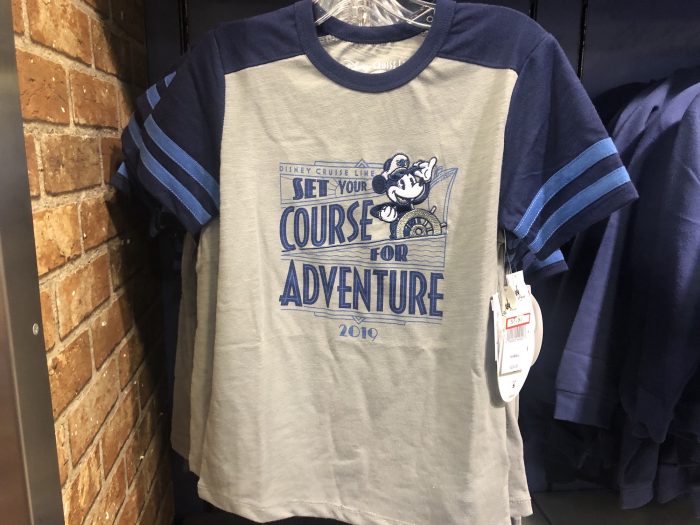 DISNEY CRUISE LINE
SET YOUR
COURSE
FOR
ADVENTURE
2019